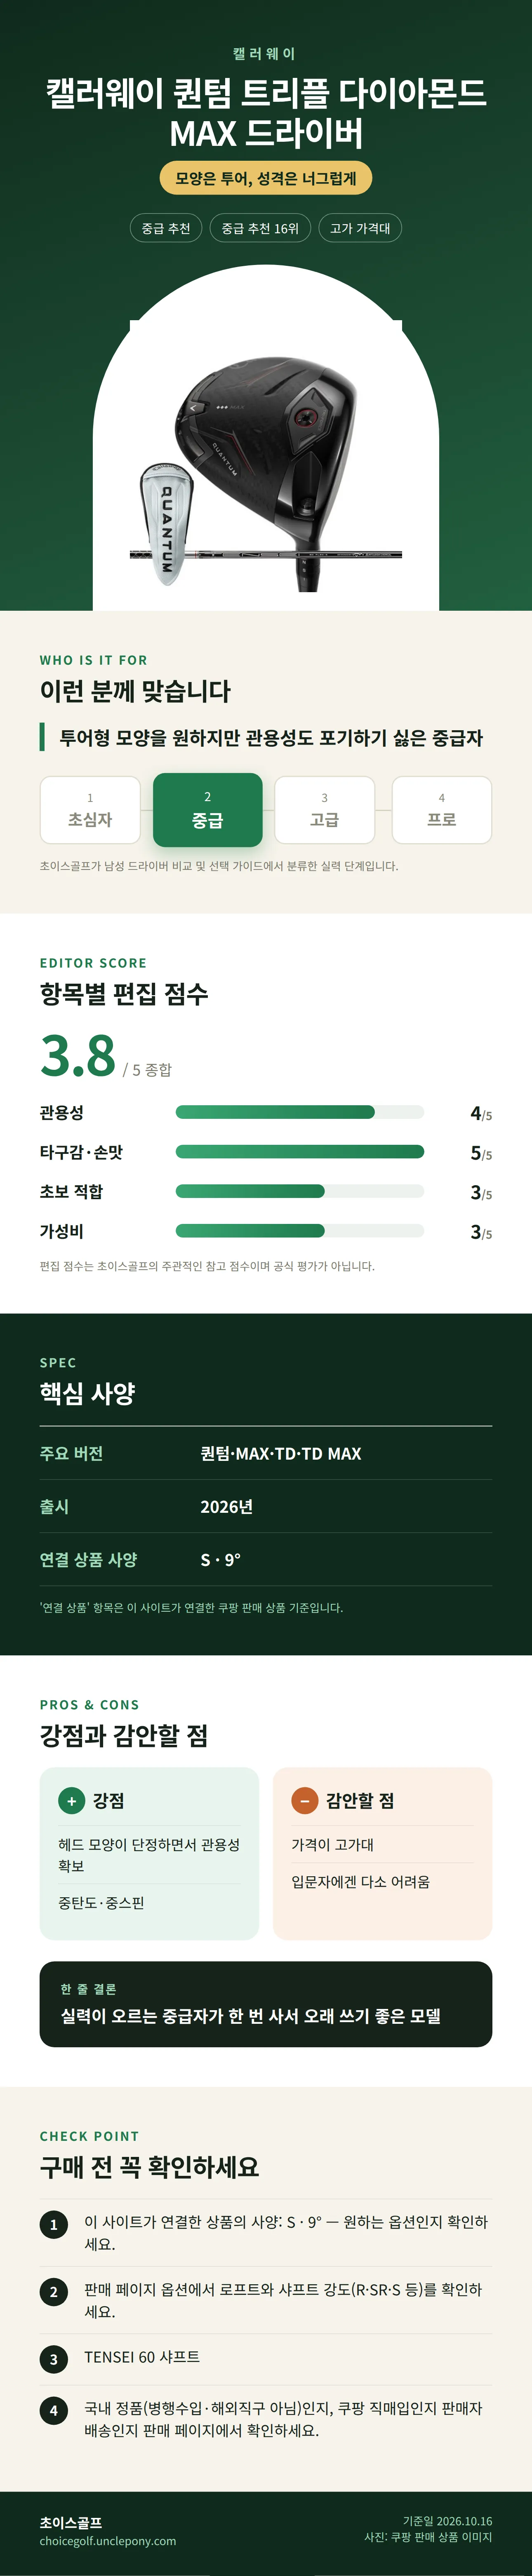 캘러웨이
캘러웨이 퀀텀 트리플 다이아몬드
MAX 드라이버
모양은 투어, 성격은 너그럽게
중급 추천
중급 추천 16위
고가 가격대
MAX
QUANTUM
QUANTUM
WHO IS IT FOR
이런 분께 맞습니다
투어형 모양을 원하지만 관용성도 포기하기 싫은 중급자
1
초심자
2
중급
3
고급
4
프로
초이스골프가 남성 드라이버 비교 및 선택 가이드에서 분류한 실력 단계입니다.
EDITOR SCORE
항목별 편집 점수
3.8 / 5 종합
관용성 4/5
타구감·손맛 5/5
초보 적합 3/5
가성비 3/5
편집 점수는 초이스골프의 주관적인 참고 점수이며 공식 평가가 아닙니다.
SPEC
핵심 사양
주요 버전 퀀텀·MAX·TD·TD MAX
출시 2026년
연결 상품 사양 S · 9°
'연결 상품' 항목은 이 사이트가 연결한 쿠팡 판매 상품 기준입니다.
PROS & CONS
강점과 감안할 점
+ 강점
헤드 모양이 단정하면서 관용성
확보
중탄도·중스핀
− 감안할 점
가격이 고가대
입문자에겐 다소 어려움
한 줄 결론
실력이 오르는 중급자가 한 번 사서 오래 쓰기 좋은 모델
CHECK POINT
구매 전 꼭 확인하세요
1 이 사이트가 연결한 상품의 사양: S · 9° — 원하는 옵션인지 확인하
세요.
2 판매 페이지 옵션에서 로프트와 샤프트 강도(R·SR·S 등)를 확인하
세요.
3 TENSEI 60 샤프트
4 국내 정품(병행수입·해외직구 아님)인지, 쿠팡 직매입인지 판매자
배송인지 판매 페이지에서 확인하세요.
초이스골프
choicegolf.unclepony.com
기준일 2026.10.16
사진: 쿠팡 판매 상품 이미지